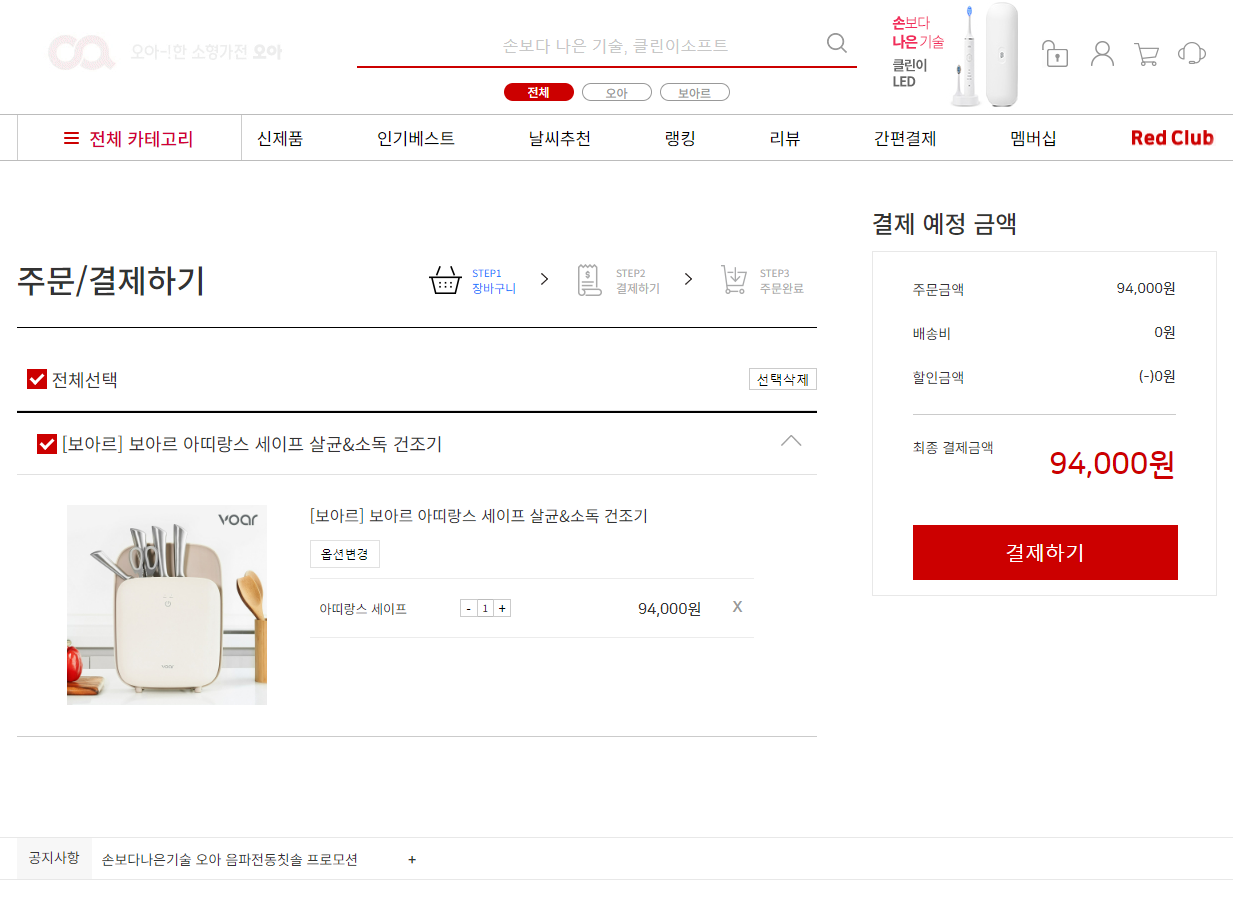 오아~!한 소형가전 오아
손보다 나은 기술, 클린이소프트
전체
오아
보아르
손보다
나은 기술
클린이
LED
전체 카테고리
신제품
인기베스트
날씨추천
랭킹
리뷰
간편결제
멤버십
Red Club
주문/결제하기
STEP1
장바구니
STEP2
결제하기
STEP3
주문완료
전체선택
선택삭제
[보아르] 보아르 아띠랑스 세이프 살균&소독 건조기
voar
[보아르] 보아르 아띠랑스 세이프 살균&소독 건조기
옵션변경
아띠랑스 세이프
- 1 +
94,000원
X
결제 예정 금액
주문금액
94,000원
배송비
0원
할인금액
(-)0원
최종 결제금액
94,000원
결제하기
공지사항
손보다나은기술 오아 음파전동칫솔 프로모션
+